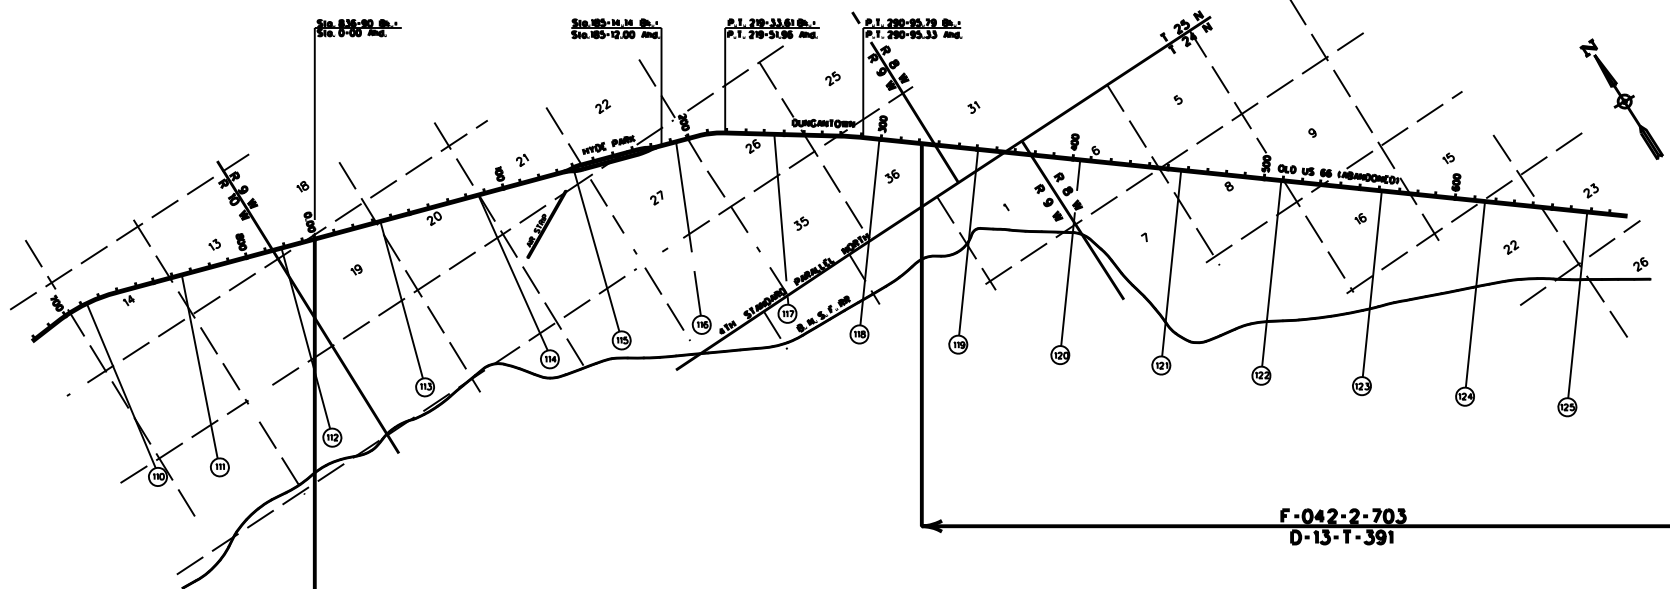 Sta. 836-90 Bk.=
Sta. 0-00 Ahd.
Sta. 185-14.14 Bk.=
Sta. 185-12.00 Ahd.
P.T. 219-33.61 Bk.=
P.T. 219-51.96 Ahd.
P.T. 290-95.79 Bk.=
P.T. 290-95.33 Ahd.
T 25 N
T 24 N
N
R 8 W
R 9 W
25
31
5
22
9
DUNGANTOWN
300
400
200
HYDE PARK
26
6
500
OLD US 66 (ABANDONED)
15
R 9 W
R 10 W
18
21
100
27
36
R 8 W
R 9 W
8
600
23
13
800
0.00
20
AIR STRIP
35
1
7
16
22
26
19
14
700
4TH STANDARD PARALLEL NORTH
B. N. S. F. RR
110
111
112
113
114
115
116
117
118
119
120
121
122
123
124
125
F-042-2-703
D-13-T-391